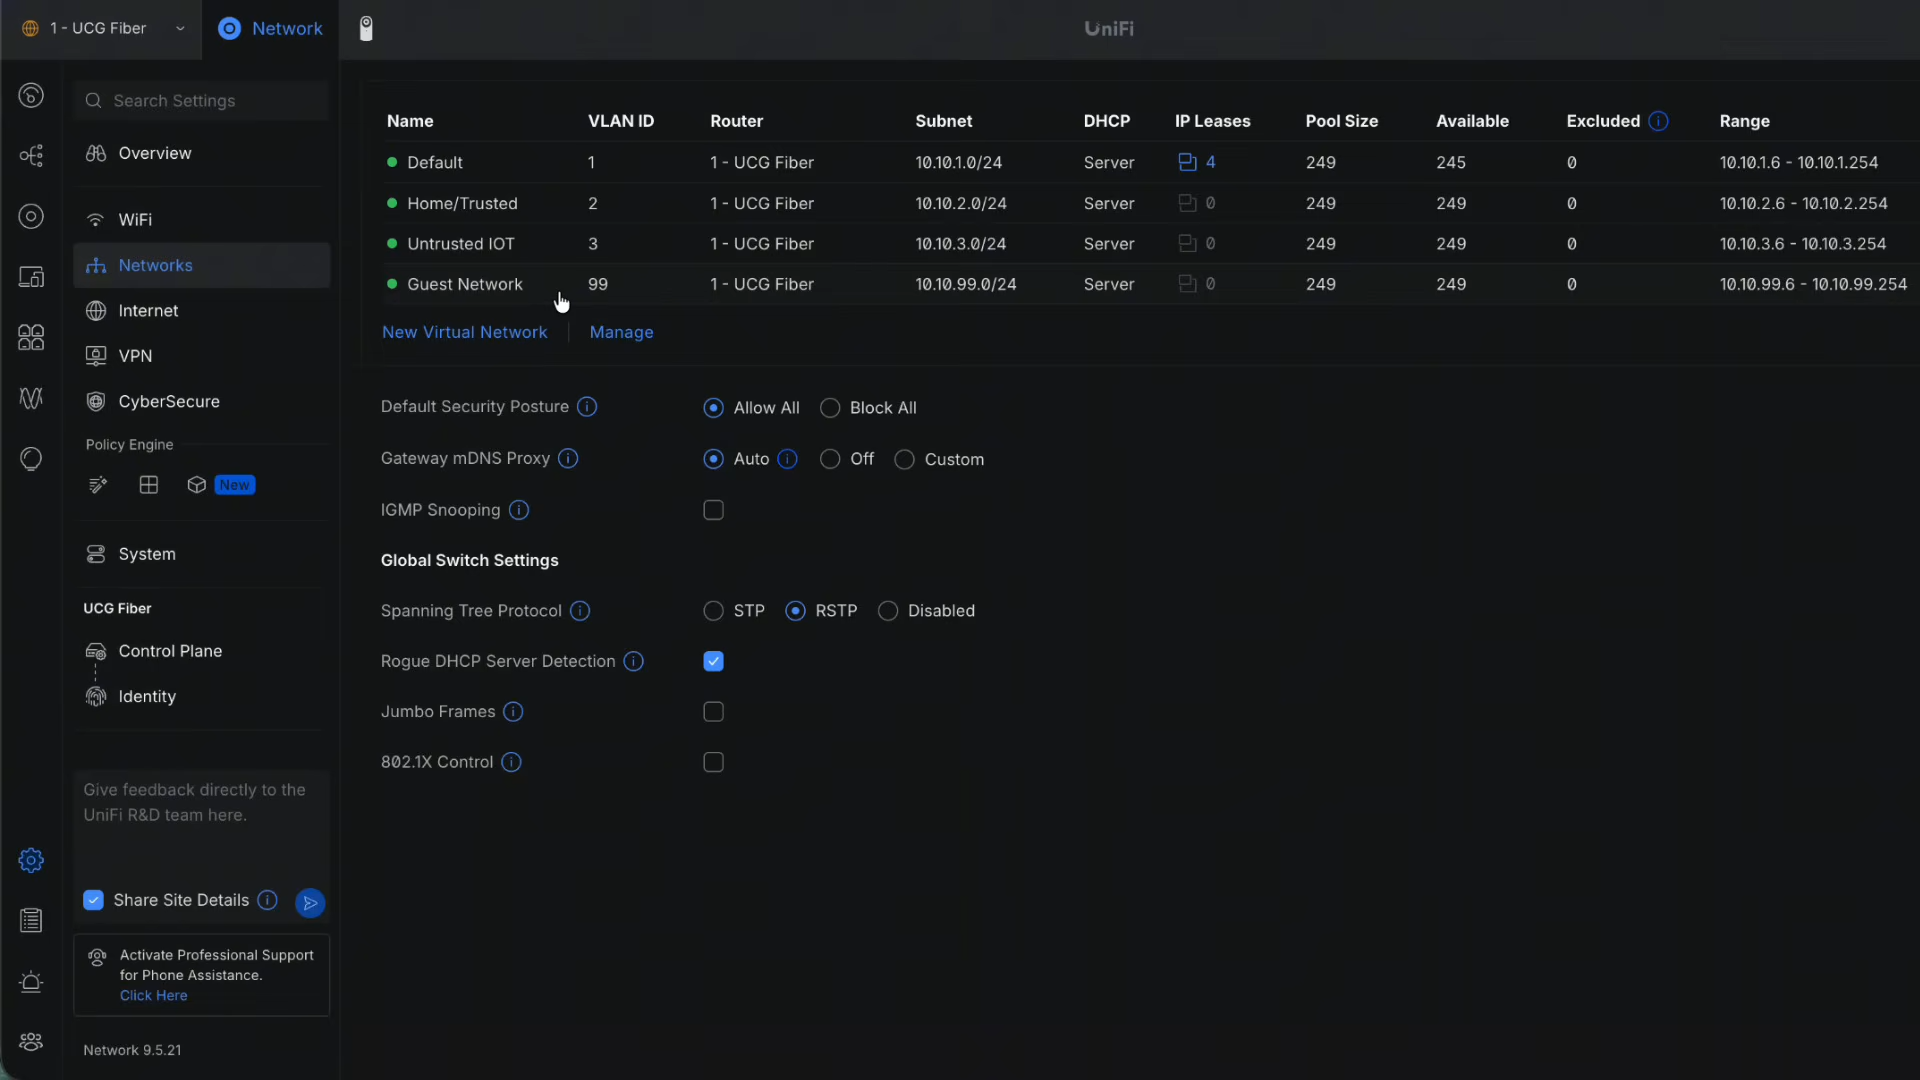 1 - UCG Fiber
Network
UniFi
Search Settings
Overview
WiFi
Networks
Internet
VPN
CyberSecure
Policy Engine
New
System
UCG Fiber
Control Plane
Identity
Give feedback directly to the
UniFi R&D team here.
Share Site Details
Activate Professional Support
for Phone Assistance.
Click Here
Network 9.5.21
Name VLAN ID Router Subnet DHCP IP Leases Pool Size Available Excluded Range
Default 1 1 - UCG Fiber 10.10.1.0/24 Server 4 249 245 0 10.10.1.6 - 10.10.1.254
Home/Trusted 2 1 - UCG Fiber 10.10.2.0/24 Server 0 249 249 0 10.10.2.6 - 10.10.2.254
Untrusted IOT 3 1 - UCG Fiber 10.10.3.0/24 Server 0 249 249 0 10.10.3.6 - 10.10.3.254
Guest Network 99 1 - UCG Fiber 10.10.99.0/24 Server 0 249 249 0 10.10.99.6 - 10.10.99.254
New Virtual Network Manage
Default Security Posture Allow All Block All
Gateway mDNS Proxy Auto Off Custom
IGMP Snooping
Global Switch Settings
Spanning Tree Protocol STP RSTP Disabled
Rogue DHCP Server Detection
Jumbo Frames
802.1X Control